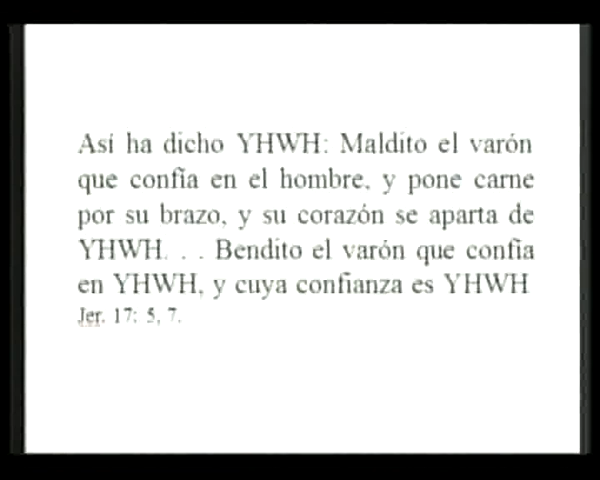 Así ha dicho YHWH: Maldito el varón
que confía en el hombre, y pone carne
por su brazo, y su corazón se aparta de
YHWH. . . Bendito el varón que confía
en YHWH, y cuya confianza es YHWH
Jer. 17: 5, 7.